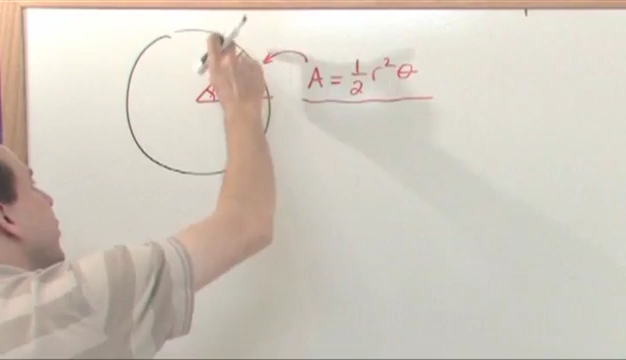 A = 1/2 r²θ